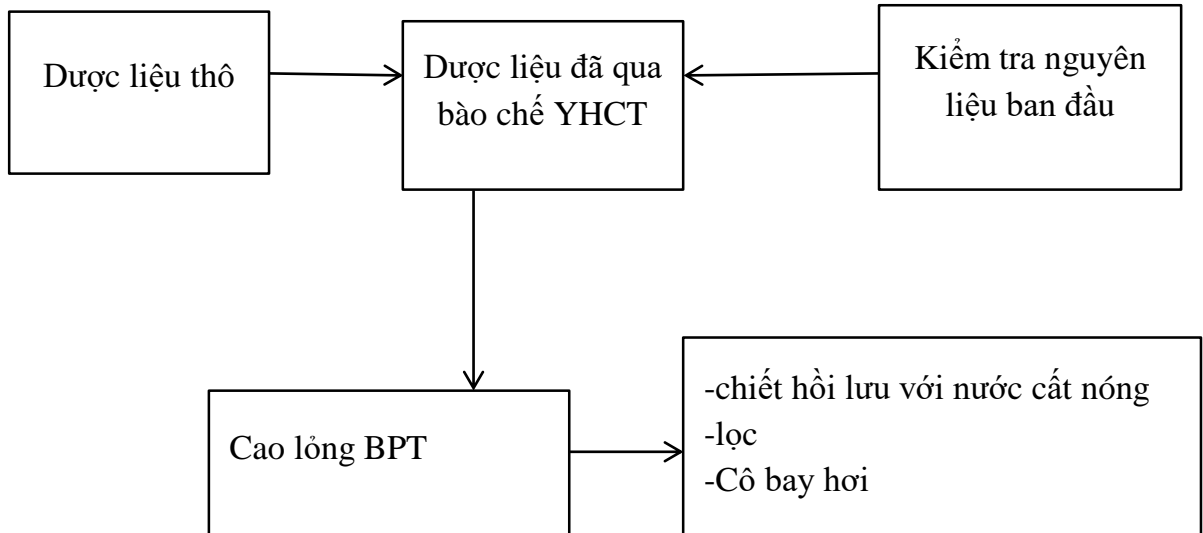 Dược liệu thô
Dược liệu đã qua
bào chế YHCT
Kiểm tra nguyên
liệu ban đầu
Cao lỏng BPT
-chiết hồi lưu với nước cất nóng
-lọc
-Cô bay hơi